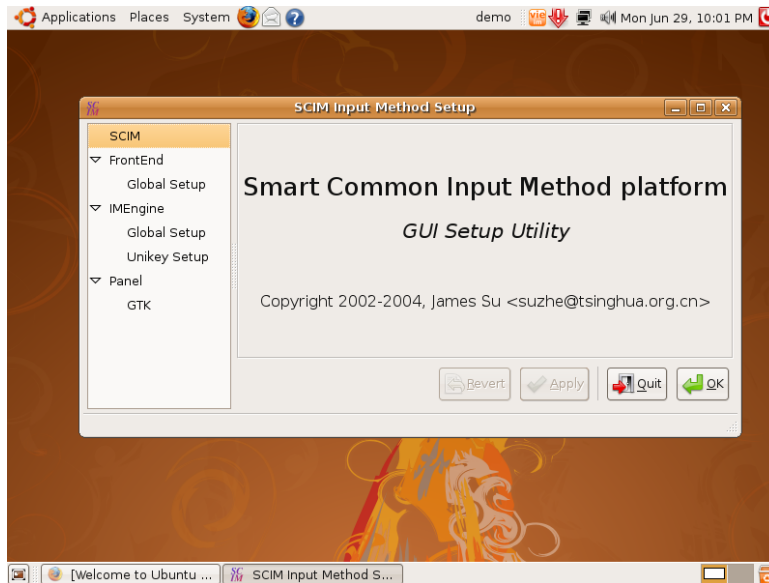 Applications Places System demo vie Mon Jun 29, 10:01 PM
SCIM Input Method Setup
SCIM
FrontEnd
Global Setup
IMEngine
Global Setup
Unikey Setup
Panel
GTK
Smart Common Input Method platform
GUI Setup Utility
Copyright 2002-2004, James Su <suzhe@tsinghua.org.cn>
Revert Apply Quit OK
[Welcome to Ubuntu ... SCIM Input Method S...